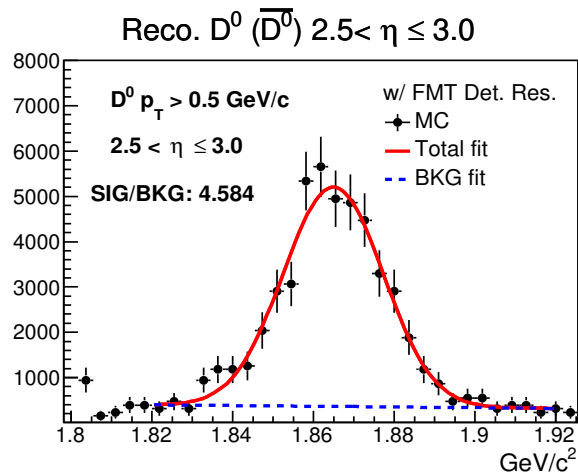 Reco. D⁰ (D̅⁰) 2.5< η ≤ 3.0
8000
7000
6000
5000
4000
3000
2000
1000
D⁰ p_T > 0.5 GeV/c
2.5 < η ≤ 3.0
SIG/BKG: 4.584
w/ FMT Det. Res.
MC
Total fit
BKG fit
1.8
1.82
1.84
1.86
1.88
1.9
1.92
GeV/c²